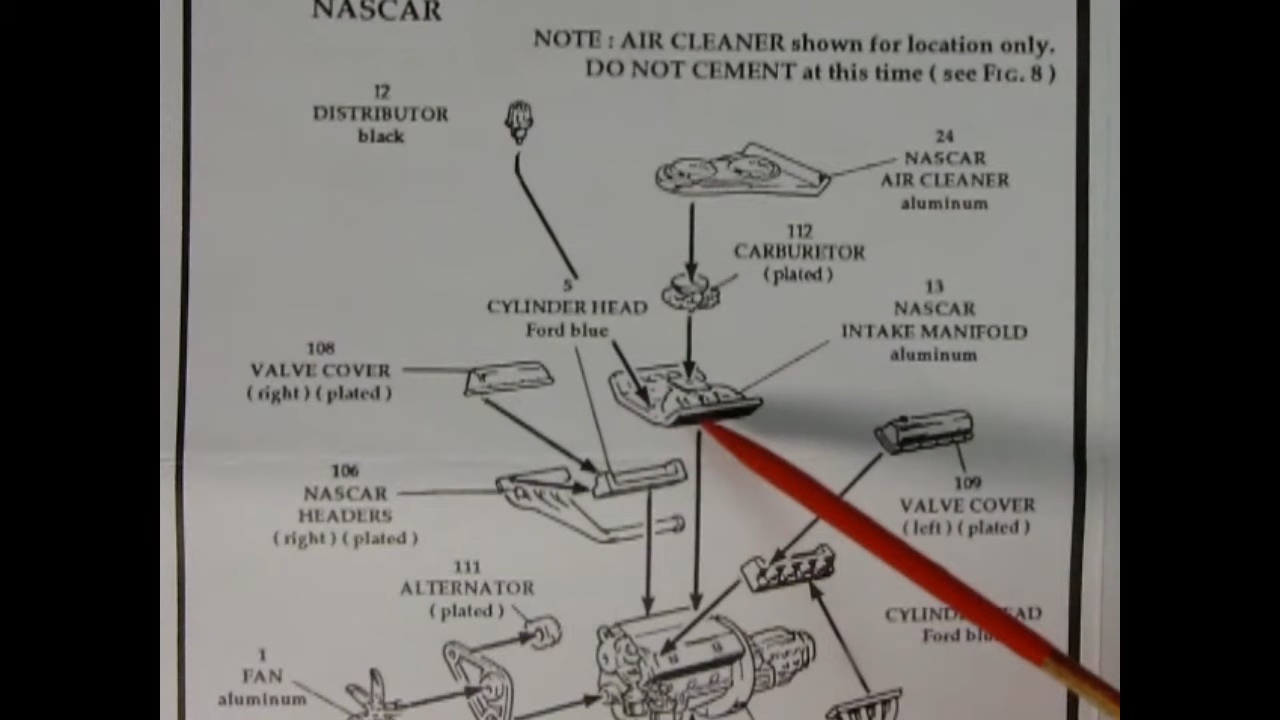 NASCAR
NOTE : AIR CLEANER shown for location only.
DO NOT CEMENT at this time ( see FIG. 8 )
12
DISTRIBUTOR
black
24
NASCAR
AIR CLEANER
aluminum
112
CARBURETOR
( plated )
5
CYLINDER HEAD
Ford blue
13
NASCAR
INTAKE MANIFOLD
aluminum
108
VALVE COVER
( right ) ( plated )
106
NASCAR
HEADERS
( right ) ( plated )
109
VALVE COVER
( left ) ( plated )
111
ALTERNATOR
( plated )
Ford
1
FAN
aluminum